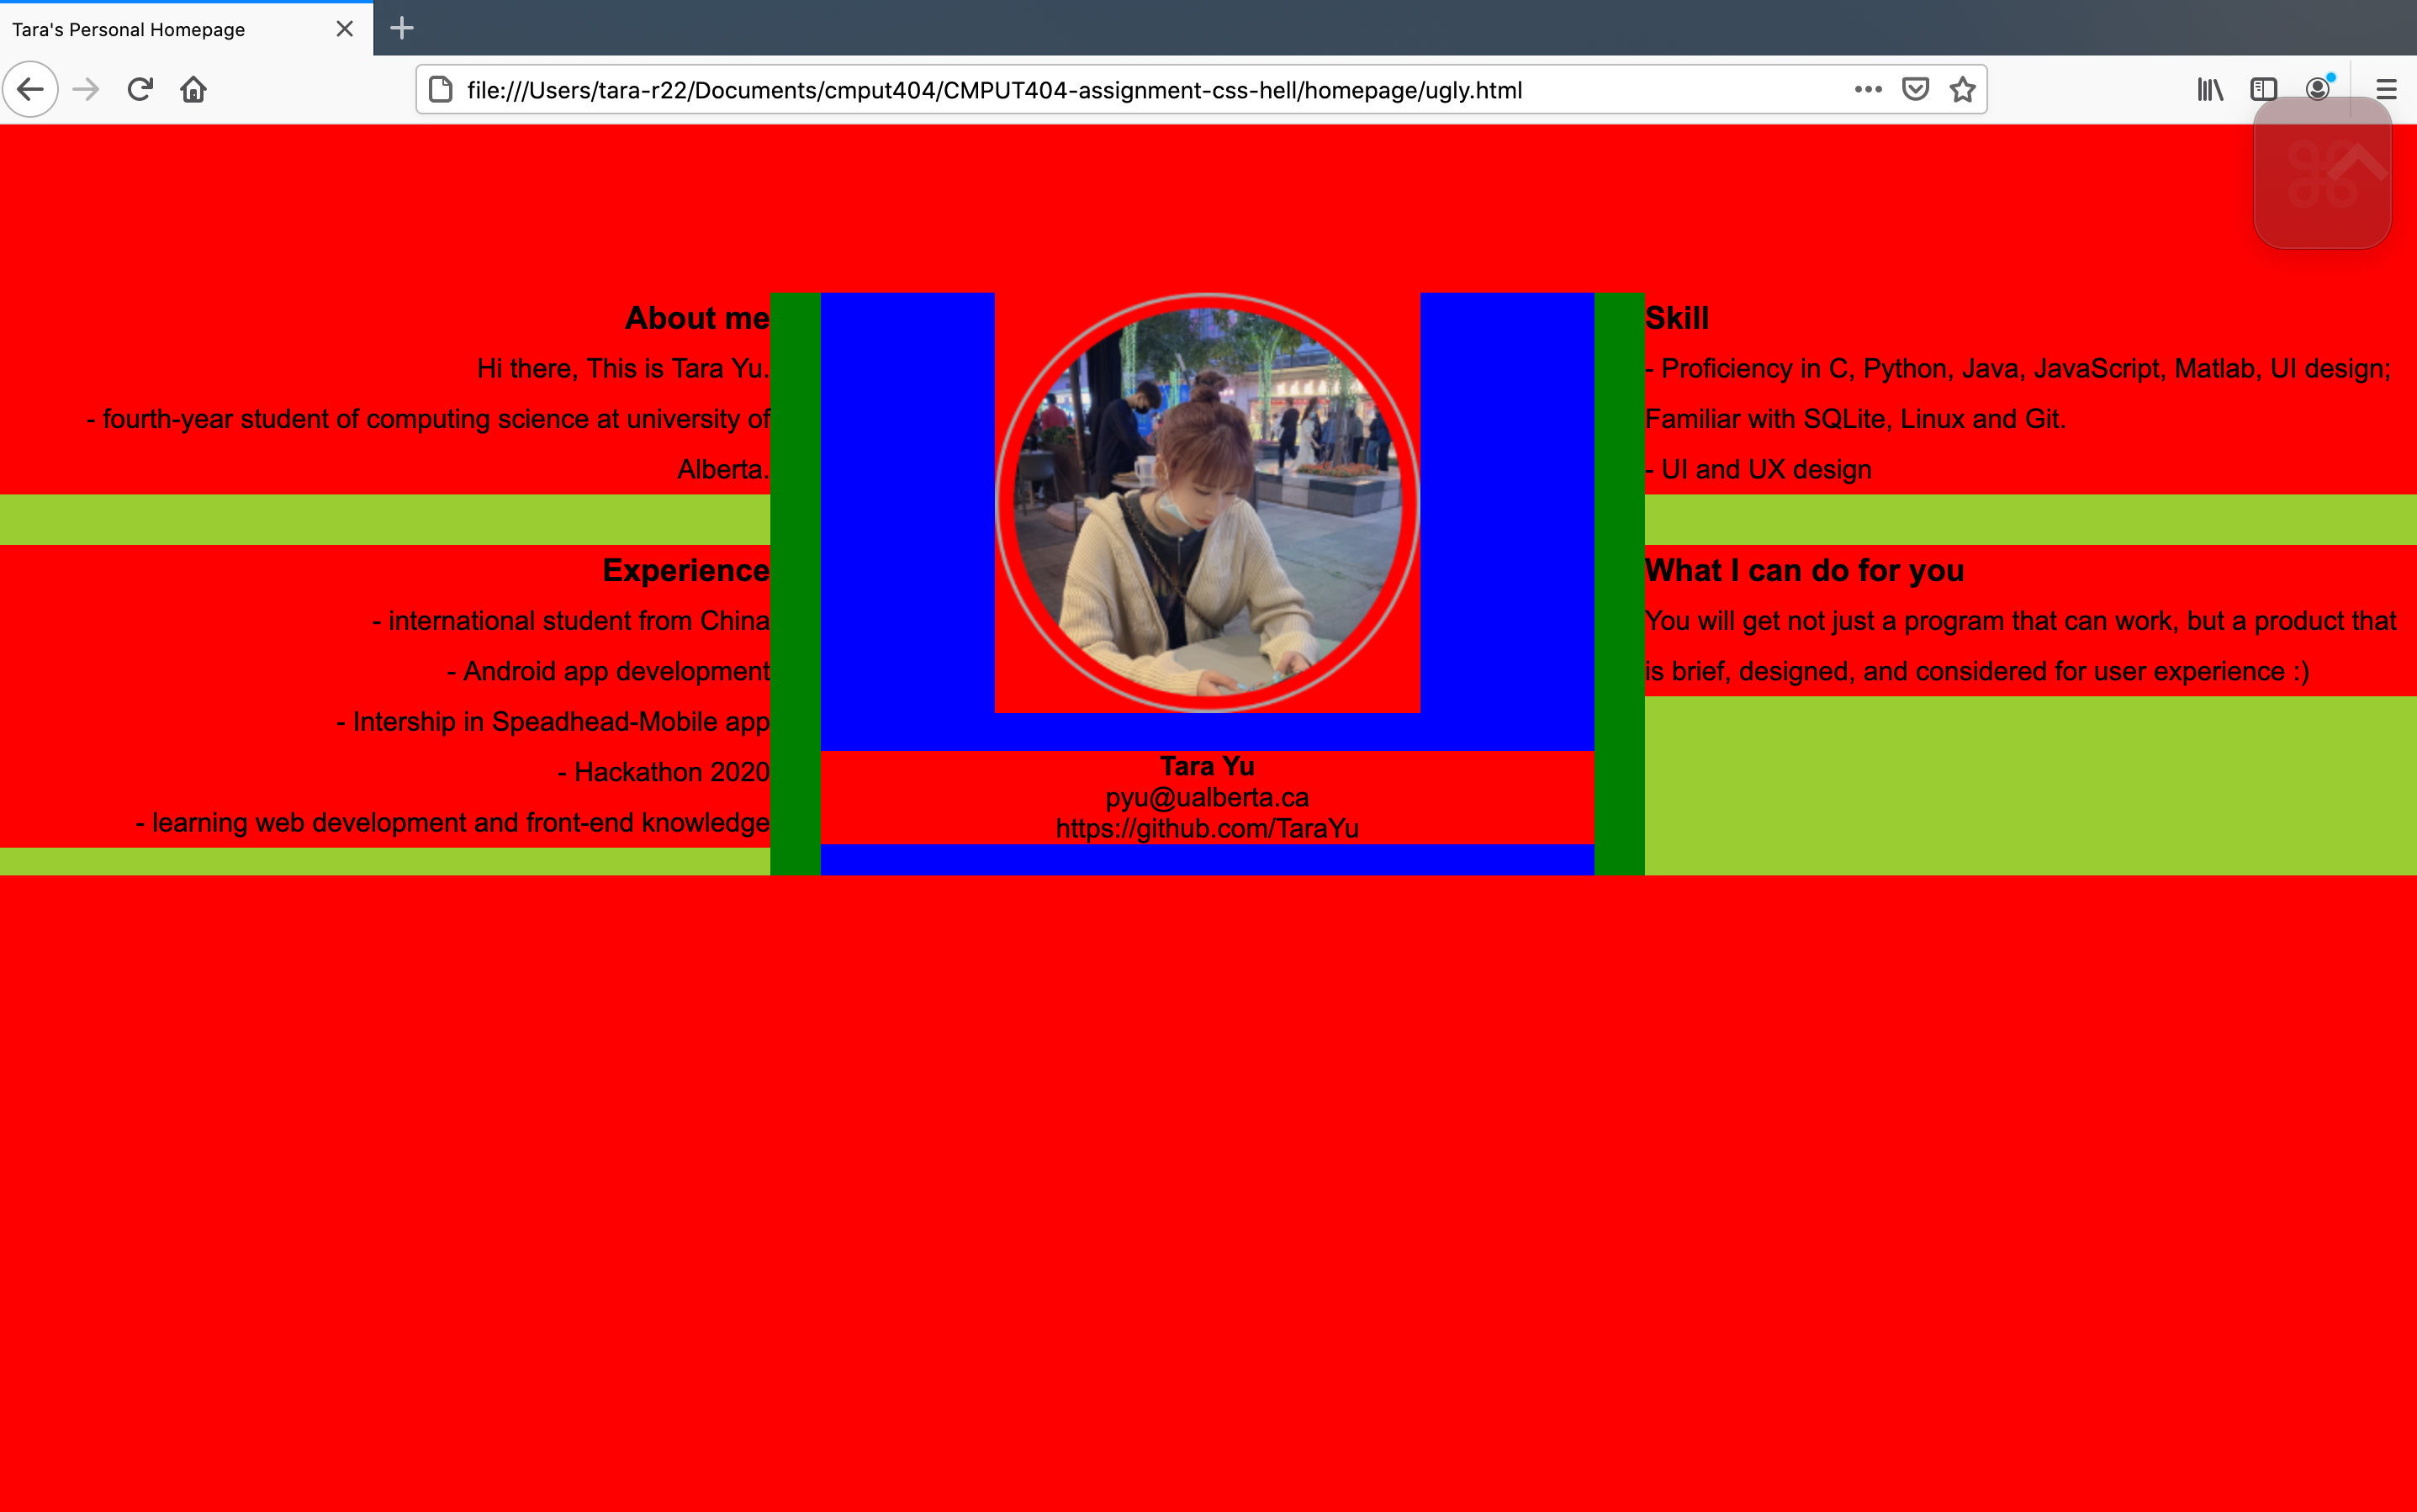 Tara's Personal Homepage
file:///Users/tara-r22/Documents/cmput404/CMPUT404-assignment-css-hell/homepage/ugly.html
About me
Hi there, This is Tara Yu.
- fourth-year student of computing science at university of
Alberta.
Experience
- international student from China
- Android app development
- Intership in Speadhead-Mobile app
- Hackathon 2020
- learning web development and front-end knowledge
Tara Yu
pyu@ualberta.ca
https://github.com/TaraYu
Skill
- Proficiency in C, Python, Java, JavaScript, Matlab, UI design;
Familiar with SQLite, Linux and Git.
- UI and UX design
What I can do for you
You will get not just a program that can work, but a product that
is brief, designed, and considered for user experience :)